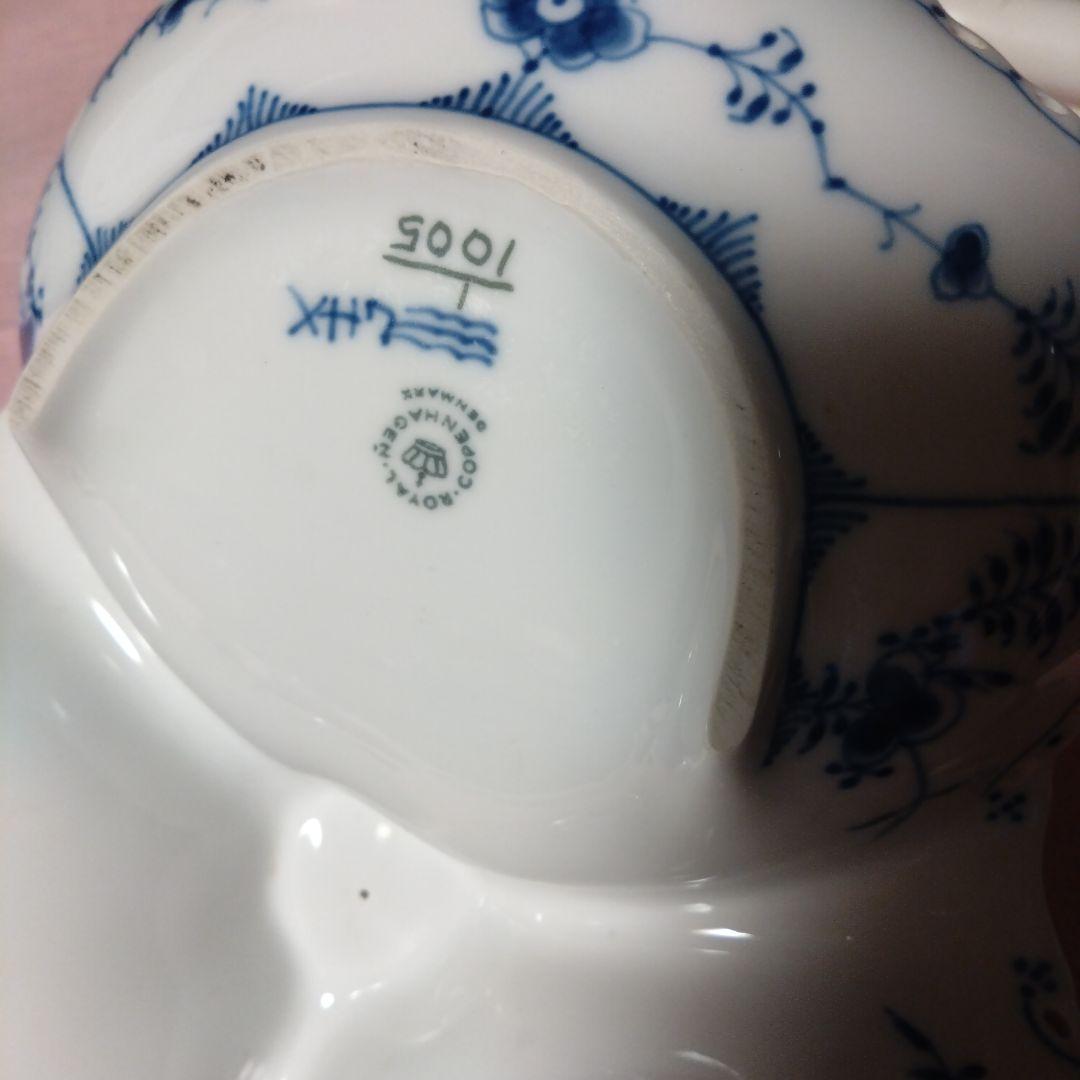 ROYAL COPENHAGEN
DENMARK
1
1005